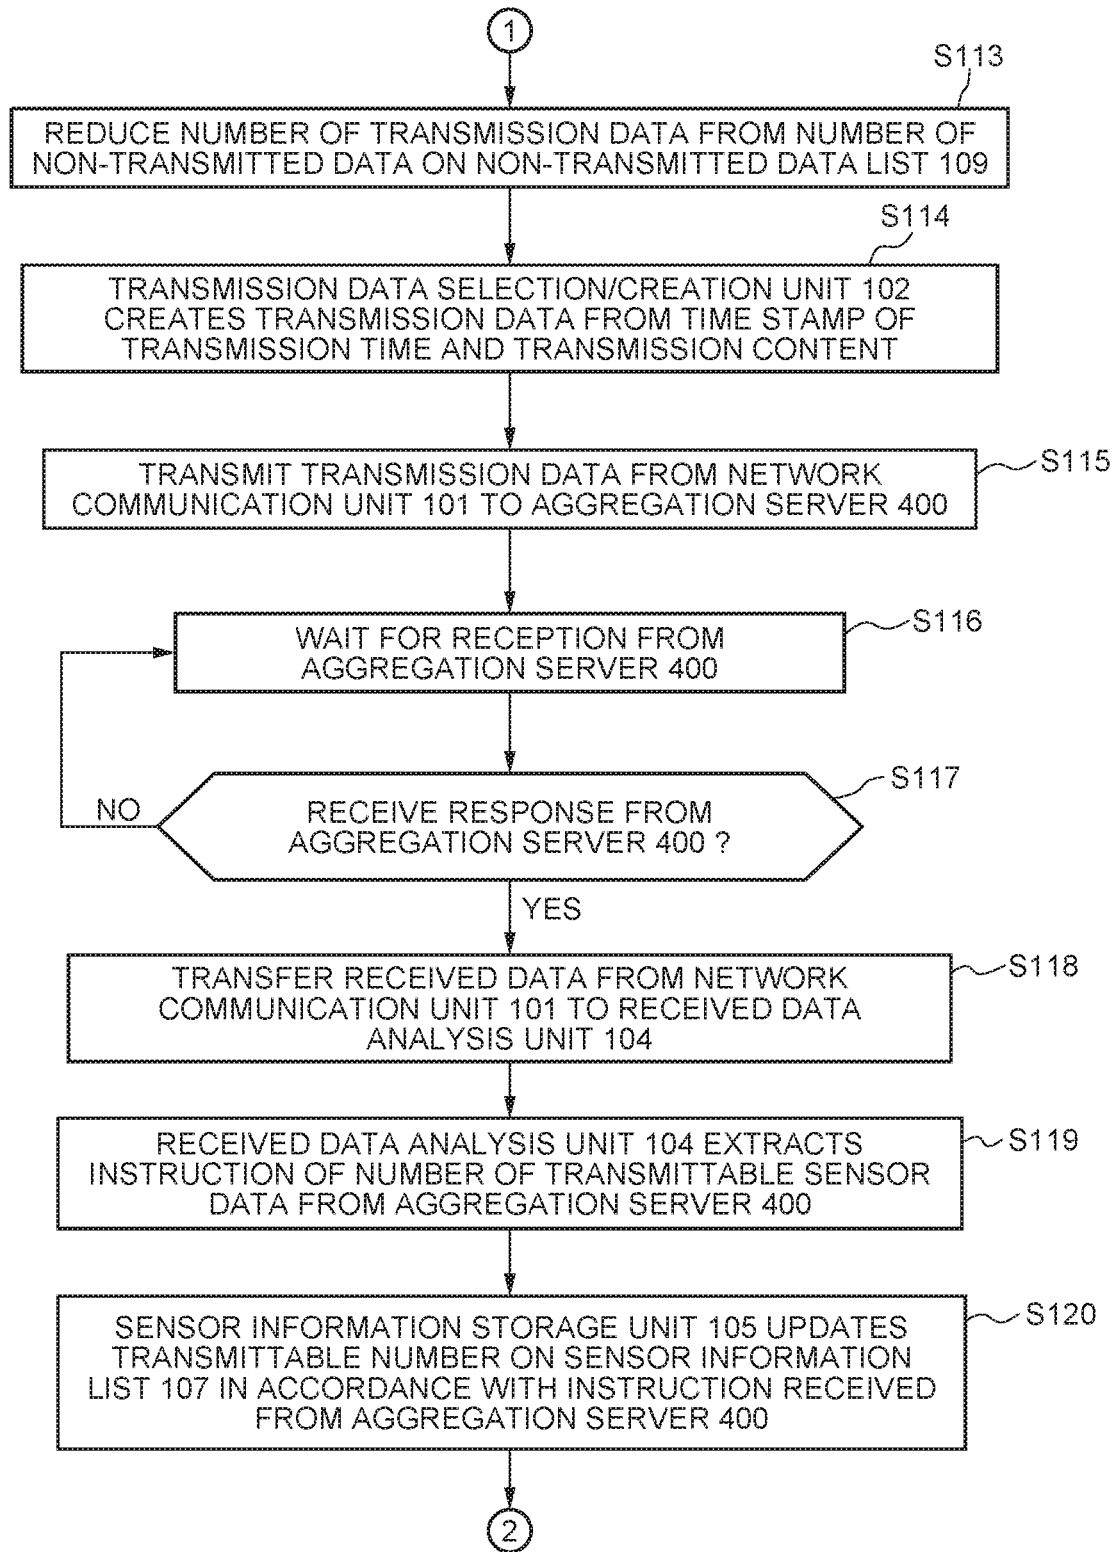 1
S113
REDUCE NUMBER OF TRANSMISSION DATA FROM NUMBER OF
NON-TRANSMITTED DATA ON NON-TRANSMITTED DATA LIST 109
S114
TRANSMISSION DATA SELECTION/CREATION UNIT 102
CREATES TRANSMISSION DATA FROM TIME STAMP OF
TRANSMISSION TIME AND TRANSMISSION CONTENT
S115
TRANSMIT TRANSMISSION DATA FROM NETWORK
COMMUNICATION UNIT 101 TO AGGREGATION SERVER 400
S116
WAIT FOR RECEPTION FROM
AGGREGATION SERVER 400
S117
RECEIVE RESPONSE FROM
AGGREGATION SERVER 400 ?
NO
YES
S118
TRANSFER RECEIVED DATA FROM NETWORK
COMMUNICATION UNIT 101 TO RECEIVED DATA
ANALYSIS UNIT 104
S119
RECEIVED DATA ANALYSIS UNIT 104 EXTRACTS
INSTRUCTION OF NUMBER OF TRANSMITTABLE SENSOR
DATA FROM AGGREGATION SERVER 400
S120
SENSOR INFORMATION STORAGE UNIT 105 UPDATES
TRANSMITTABLE NUMBER ON SENSOR INFORMATION
LIST 107 IN ACCORDANCE WITH INSTRUCTION RECEIVED
FROM AGGREGATION SERVER 400
2